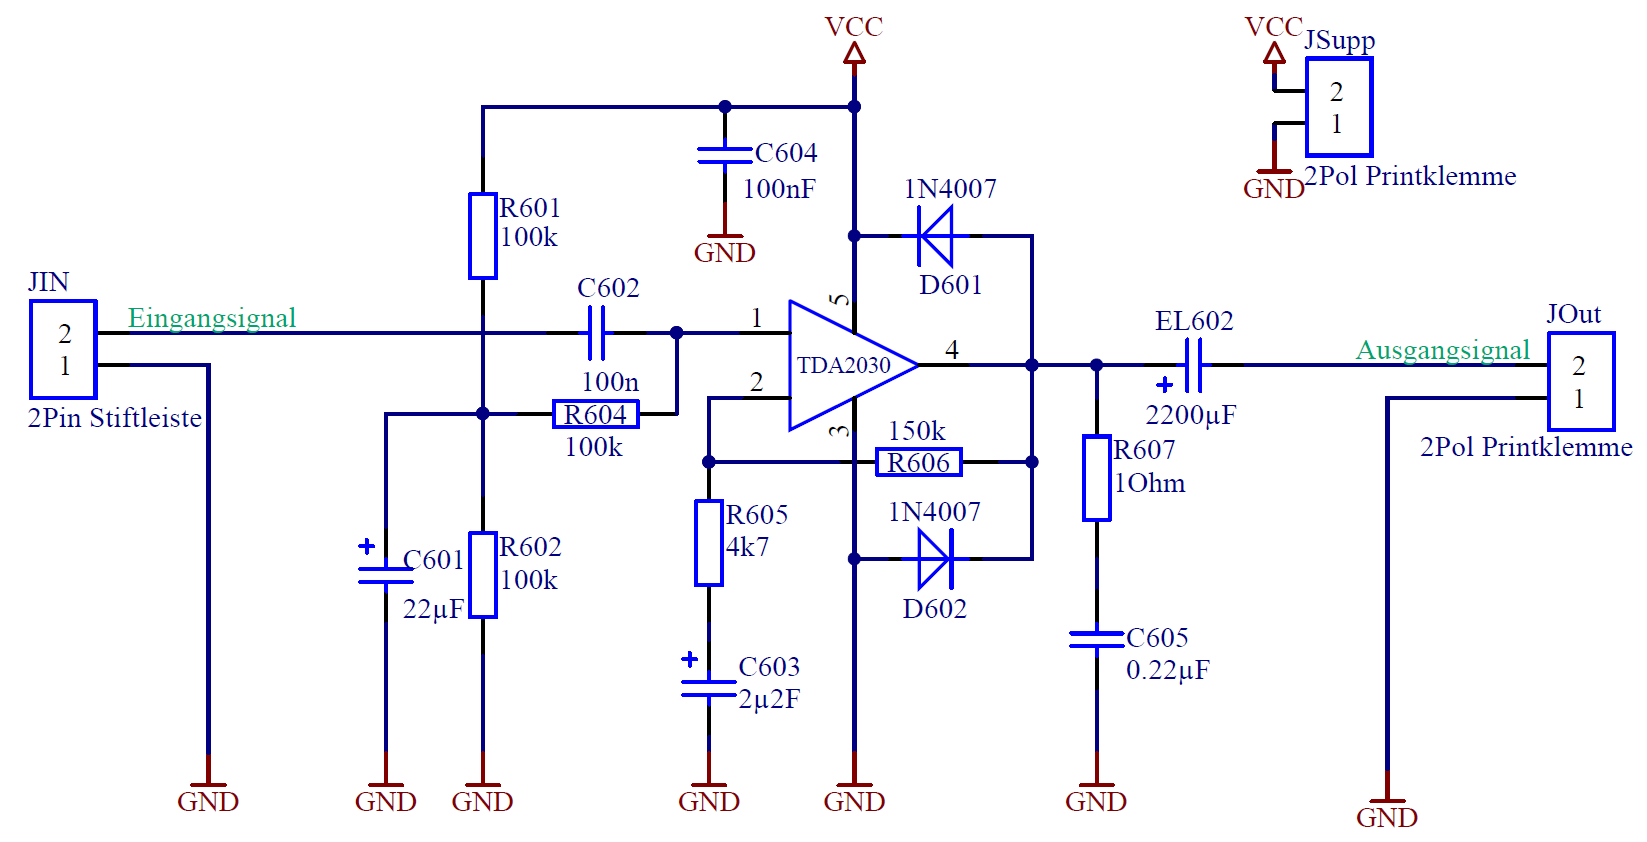 VCC
VCC
JSupp
2
1
GND
2Pol Printklemme
C604
100nF
GND
1N4007
D601
R601
100k
JIN
2
1
2Pin Stiftleiste
Eingangsignal
C602
100n
R604
100k
1
2
5
TDA2030
3
4
EL602
+
2200µF
Ausgangsignal
JOut
2
1
2Pol Printklemme
150k
R606
R607
1Ohm
1N4007
D602
R605
4k7
+
C601
22µF
R602
100k
+
C603
2µ2F
C605
0.22µF
GND
GND
GND
GND
GND
GND
GND